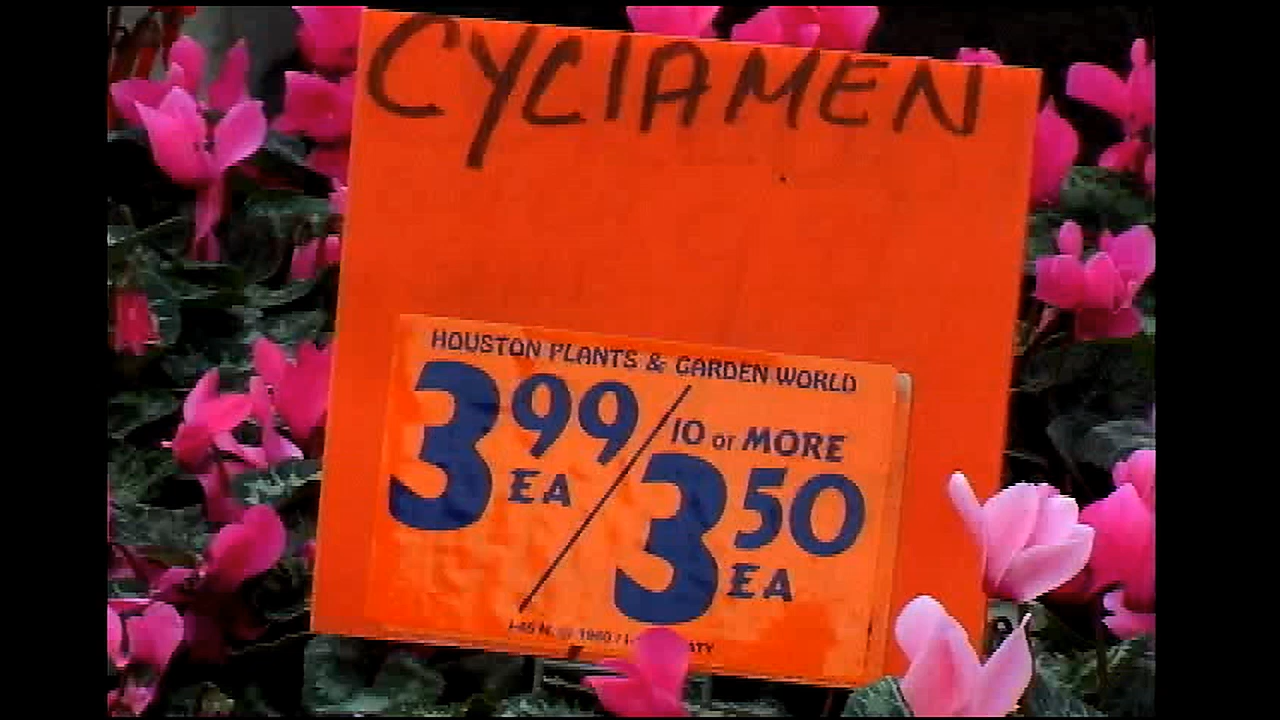 CYCLAMEN
HOUSTON PLANTS & GARDEN WORLD
3 99 EA / 10 or MORE
3 50 EA